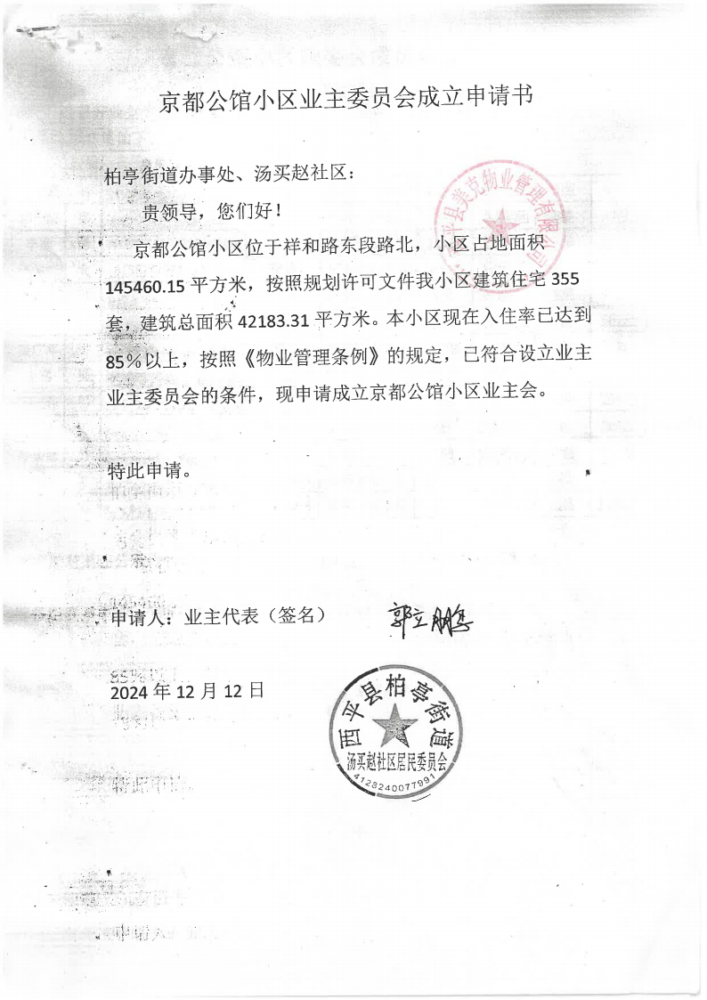 京都公馆小区业主委员会成立申请书
柏亭街道办事处、汤买赵社区：
贵领导，您们好！
京都公馆小区位于祥和路东段路北，小区占地面积
145460.15 平方米，按照规划许可文件我小区建筑住宅 355
套，建筑总面积 42183.31 平方米。本小区现在入住率已达到
85%以上，按照《物业管理条例》的规定，已符合设立业主
业主委员会的条件，现申请成立京都公馆小区业主会。
特此申请。
申请人：业主代表（签名）
2024 年 12 月 12 日
西平县美克物业管理有限公司
西平县柏亭街道
汤买赵社区居民委员会
4128240077991